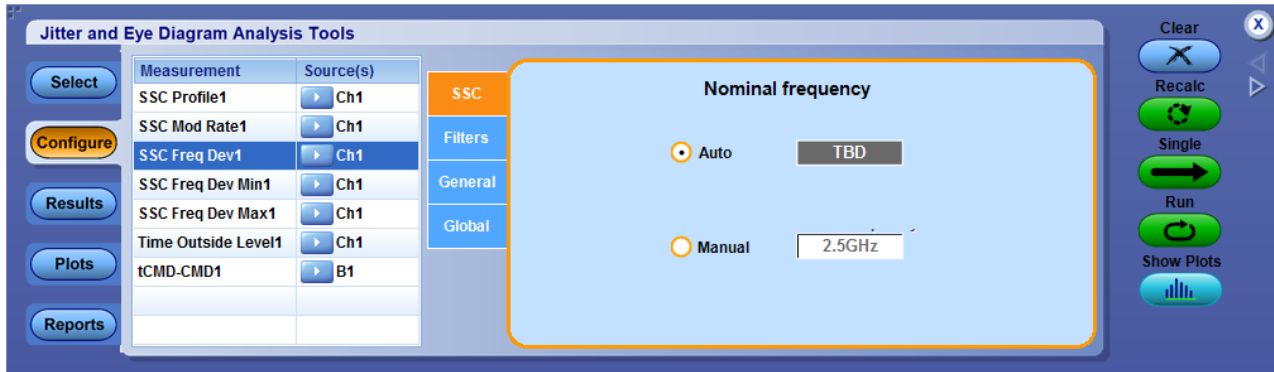 Jitter and Eye Diagram Analysis Tools
Select
Configure
Results
Plots
Reports
Measurement Source(s)
SSC Profile1 Ch1
SSC Mod Rate1 Ch1
SSC Freq Dev1 Ch1
SSC Freq Dev Min1 Ch1
SSC Freq Dev Max1 Ch1
Time Outside Level1 Ch1
tCMD-CMD1 B1
SSC
Filters
General
Global
Nominal frequency
Auto TBD
Manual 2.5GHz
Clear
X
Recalc
Single
Run
Show Plots